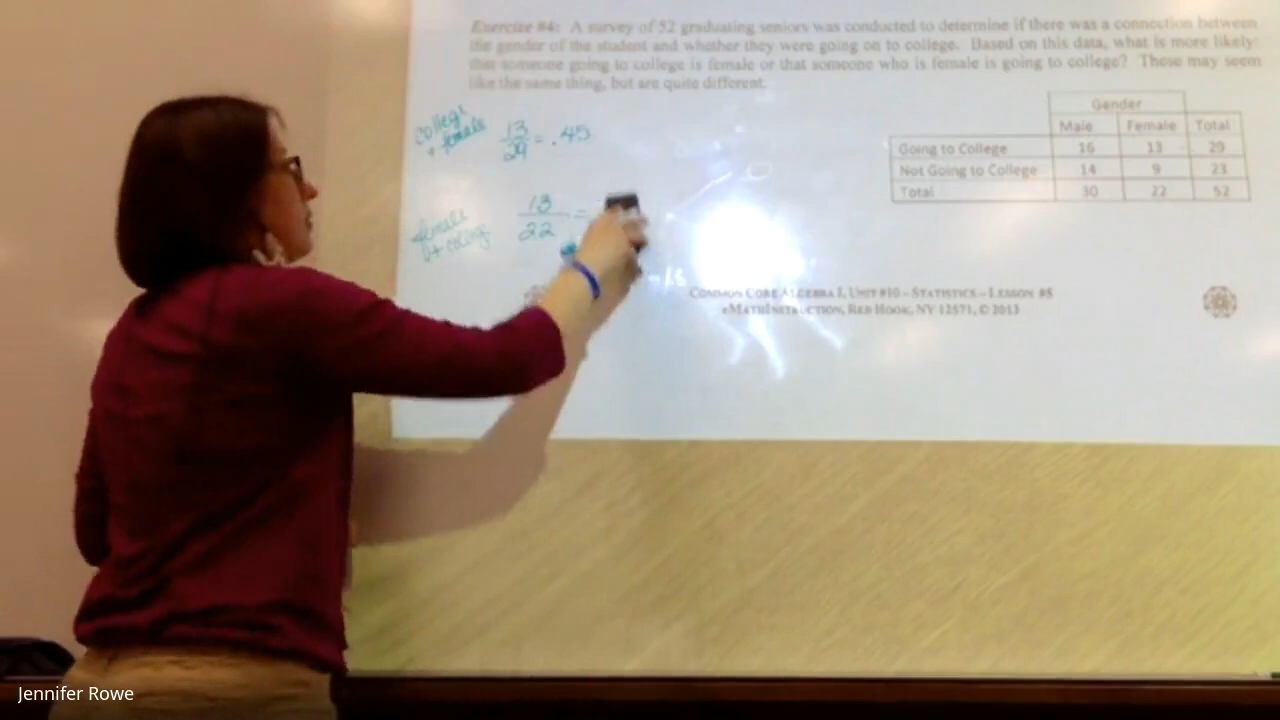 Exercise #4: A survey of 52 graduating seniors was conducted to determine if there was a connection between
the gender of the student and whether they were going on to college. Based on this data, what is more likely:
that someone going to college is female or that someone who is female is going to college? These may seem
like the same thing, but are quite different.
Gender
Male Female Total
Going to College 16 13 29
Not Going to College 14 9 23
Total 30 22 52
college
+ female
13
29 = .45
female
13
22 =
COMMON CORE ALGEBRA I, UNIT #10 – STATISTICS – LESSON #5
eMATHINSTRUCTION, RED HOOK, NY 12571, © 2013
Jennifer Rowe